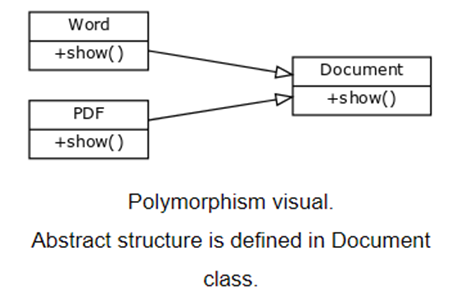 Word
+show()
Document
+show()
PDF
+show()
Polymorphism visual.
Abstract structure is defined in Document
class.